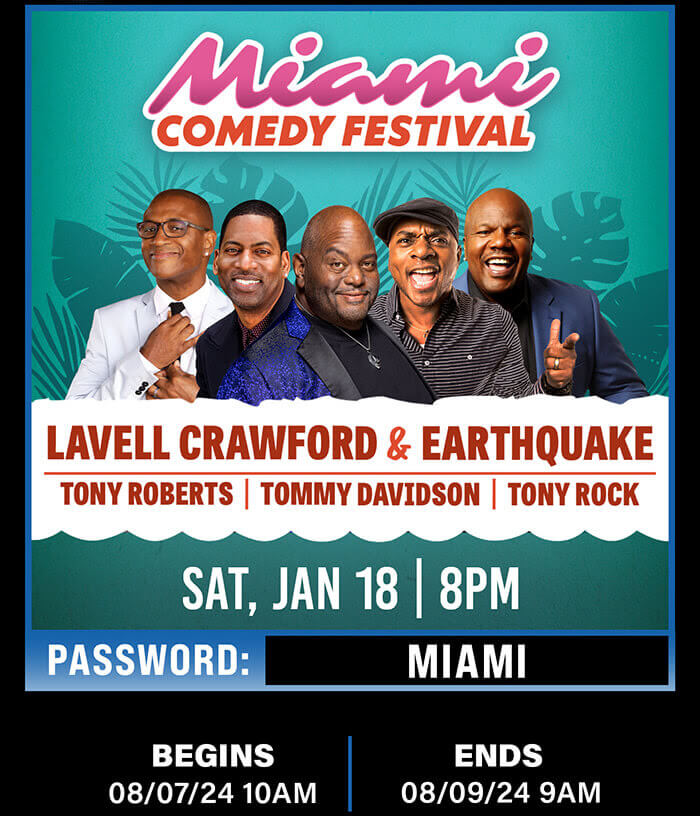 Miami
COMEDY FESTIVAL
LAVELL CRAWFORD & EARTHQUAKE
TONY ROBERTS | TOMMY DAVIDSON | TONY ROCK
SAT, JAN 18 | 8PM
PASSWORD: MIAMI
BEGINS | ENDS
08/07/24 10AM | 08/09/24 9AM